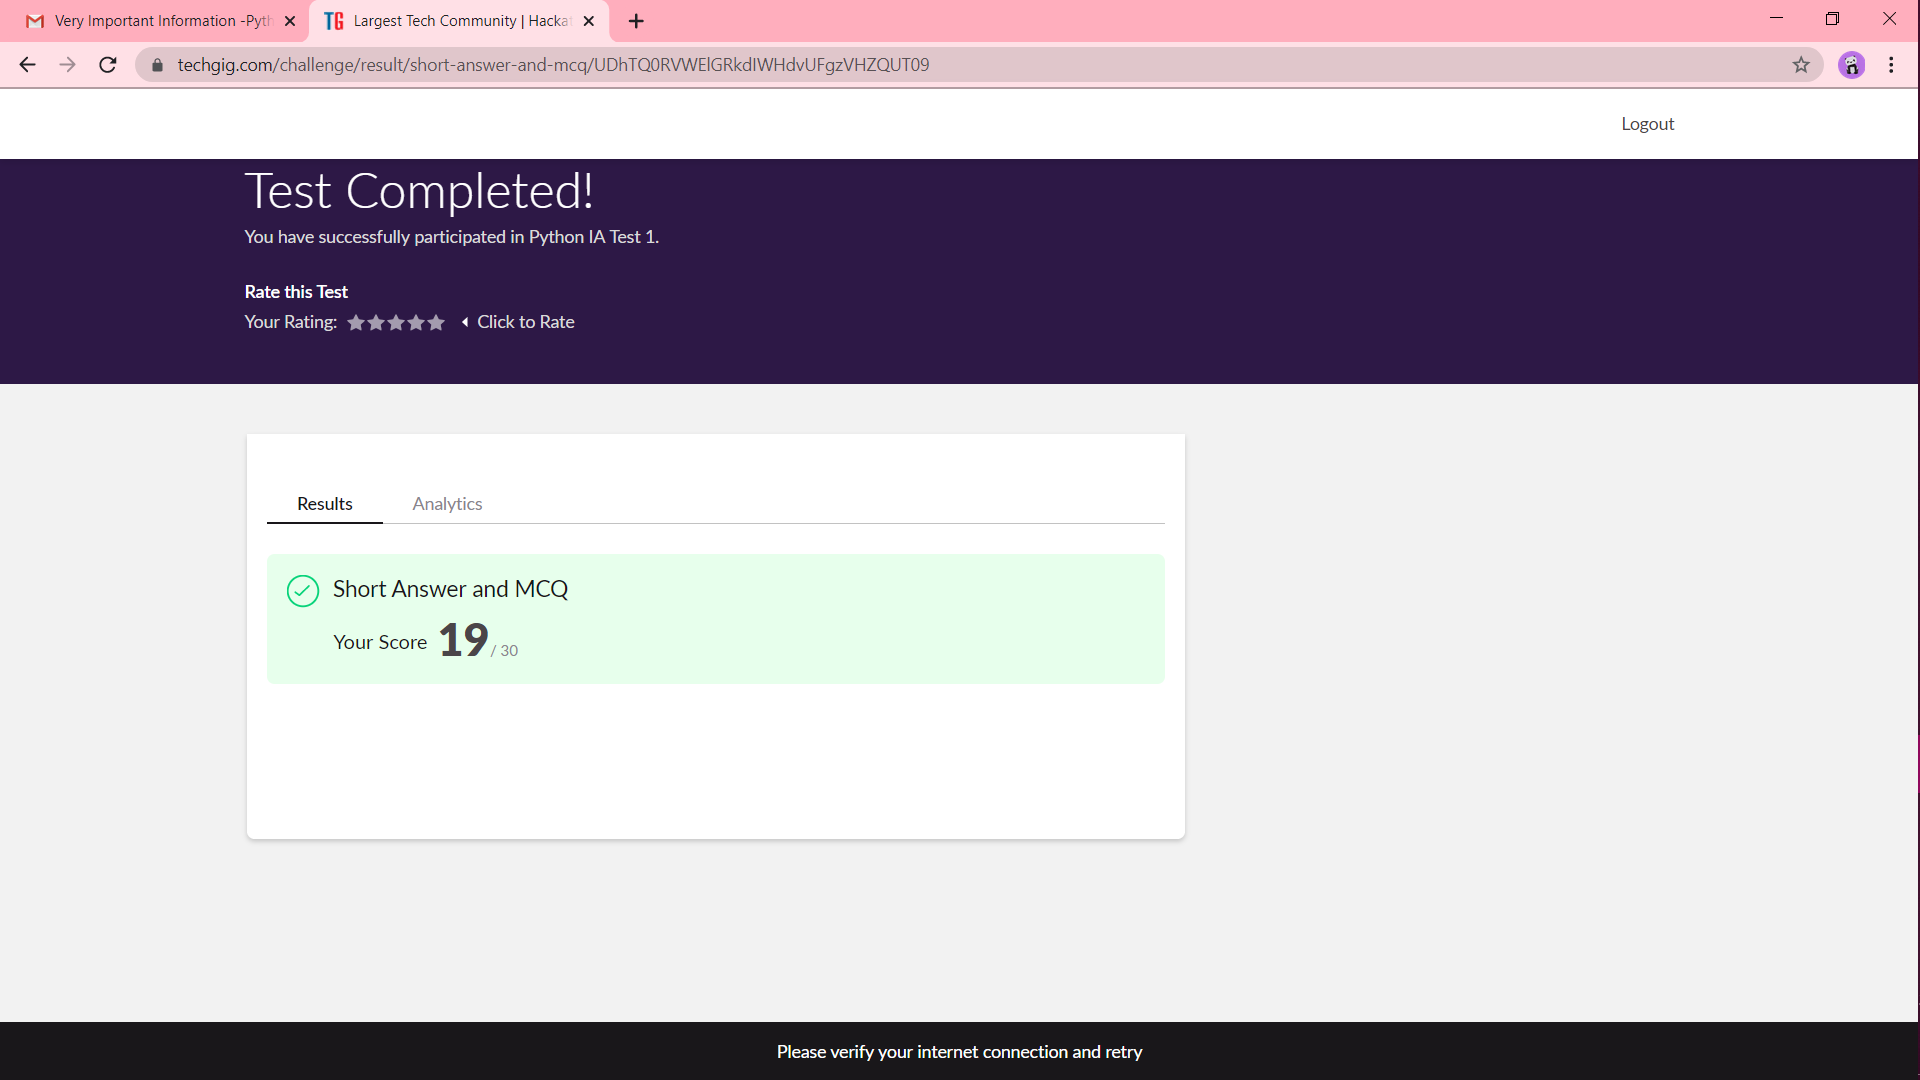 Very Important Information -Pyth
TG Largest Tech Community | Hacka
techgig.com/challenge/result/short-answer-and-mcq/UDhTQ0RVWElGRkdIWHdvUFgzVHZQUT09
Logout
Test Completed!
You have successfully participated in Python IA Test 1.
Rate this Test
Your Rating: Click to Rate
Results Analytics
Short Answer and MCQ
Your Score 19 / 30
Please verify your internet connection and retry